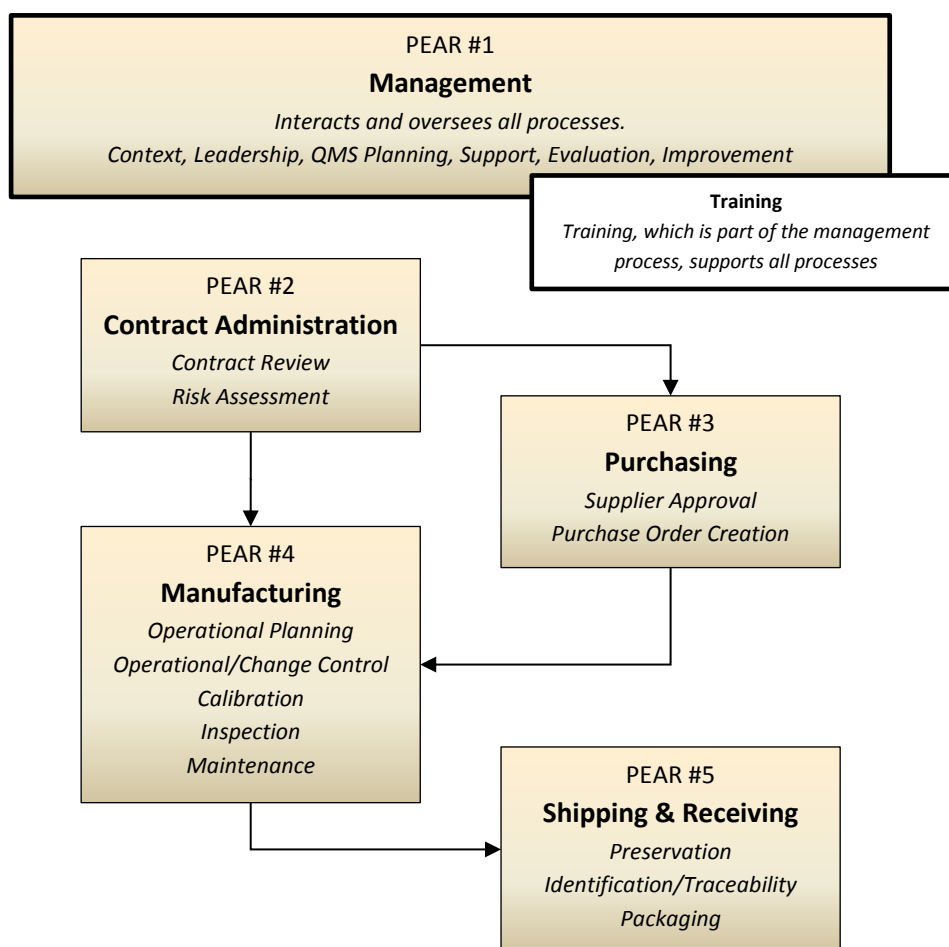 PEAR #1
Management
Interacts and oversees all processes.
Context, Leadership, QMS Planning, Support, Evaluation, Improvement
Training
Training, which is part of the management
process, supports all processes
PEAR #2
Contract Administration
Contract Review
Risk Assessment
PEAR #3
Purchasing
Supplier Approval
Purchase Order Creation
PEAR #4
Manufacturing
Operational Planning
Operational/Change Control
Calibration
Inspection
Maintenance
PEAR #5
Shipping & Receiving
Preservation
Identification/Traceability
Packaging